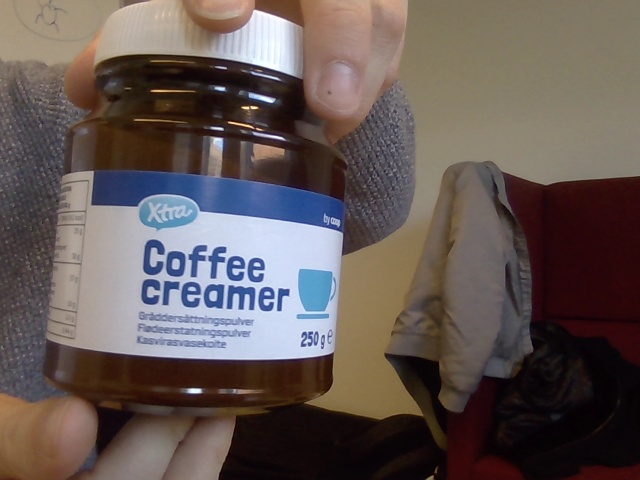 Xtra
by coop
Coffee
creamer
Gräddersättningspulver
Flødeerstatningspulver
Kasvirasvasekoite
250 g ℮